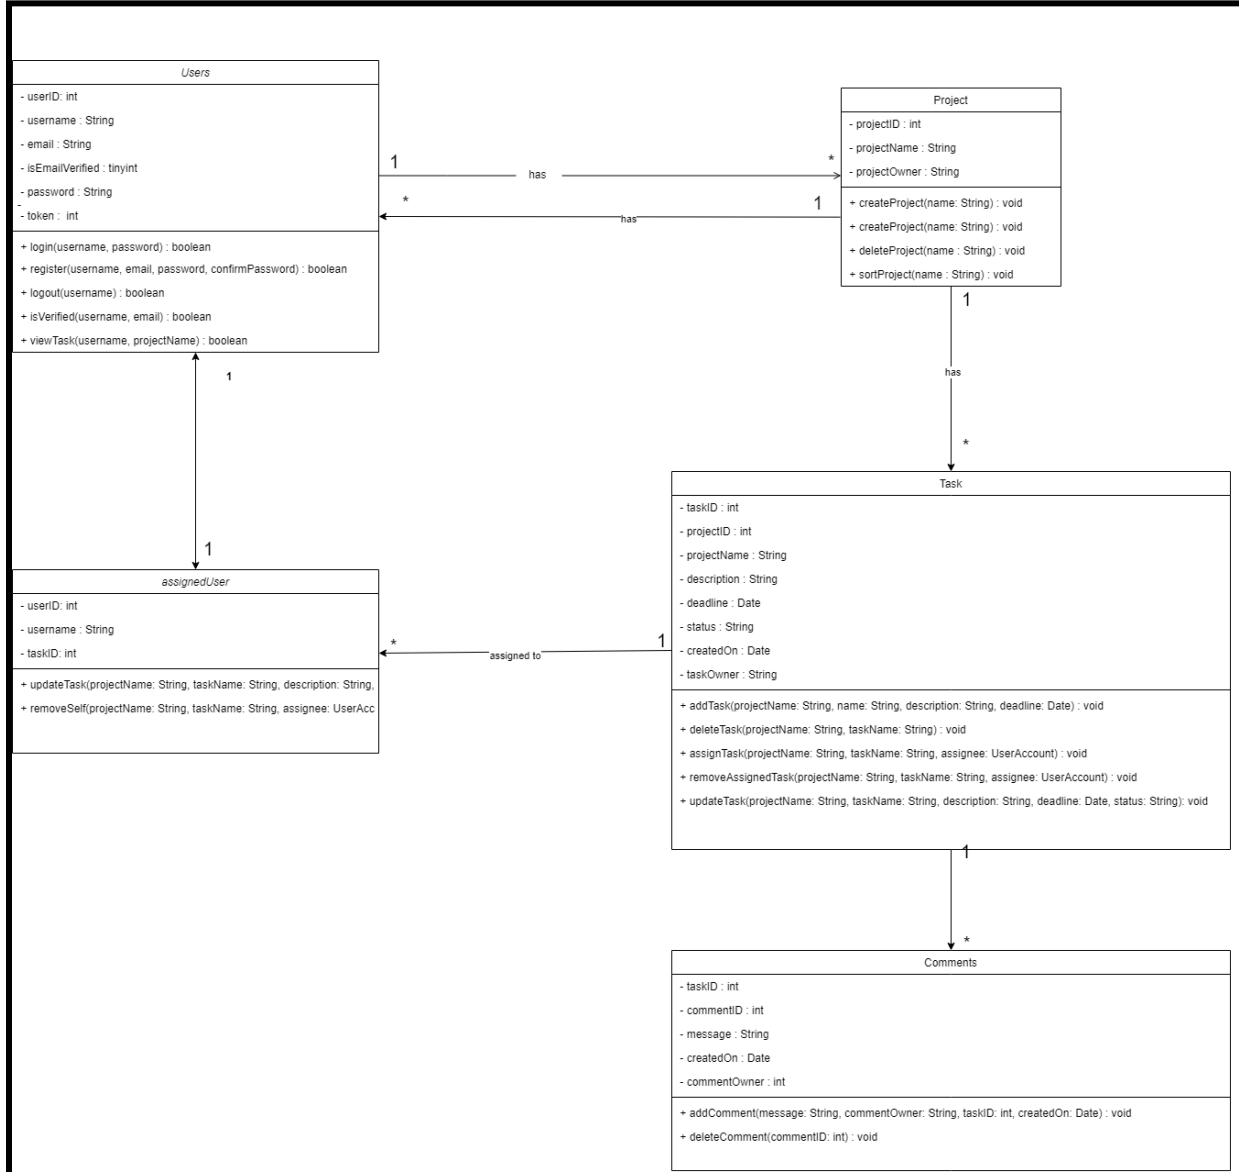 Users
- userID: int
- username : String
- email : String
- isEmailVerified : tinyint
- password : String
-
- token :  int
+ login(username, password) : boolean
+ register(username, email, password, confirmPassword) : boolean
+ logout(username) : boolean
+ isVerified(username, email) : boolean
+ viewTask(username, projectName) : boolean
1
has
*
*
has
1
Project
- projectID : int
- projectName : String
- projectOwner : String
+ createProject(name: String) : void
+ createProject(name: String) : void
+ deleteProject(name : String) : void
+ sortProject(name : String) : void
1
has
*
1
1
assignedUser
- userID: int
- username : String
- taskID: int
+ updateTask(projectName: String, taskName: String, description: String,
+ removeSelf(projectName: String, taskName: String, assignee: UserAcc
*
assigned to
1
Task
- taskID : int
- projectID : int
- projectName : String
- description : String
- deadline : Date
- status : String
- createdOn : Date
- taskOwner : String
+ addTask(projectName: String, name: String, description: String, deadline: Date) : void
+ deleteTask(projectName: String, taskName: String) : void
+ assignTask(projectName: String, taskName: String, assignee: UserAccount) : void
+ removeAssignedTask(projectName: String, taskName: String, assignee: UserAccount) : void
+ updateTask(projectName: String, taskName: String, description: String, deadline: Date, status: String): void
1
*
Comments
- taskID : int
- commentID : int
- message : String
- createdOn : Date
- commentOwner : int
+ addComment(message: String, commentOwner: String, taskID: int, createdOn: Date) : void
+ deleteComment(commentID: int) : void